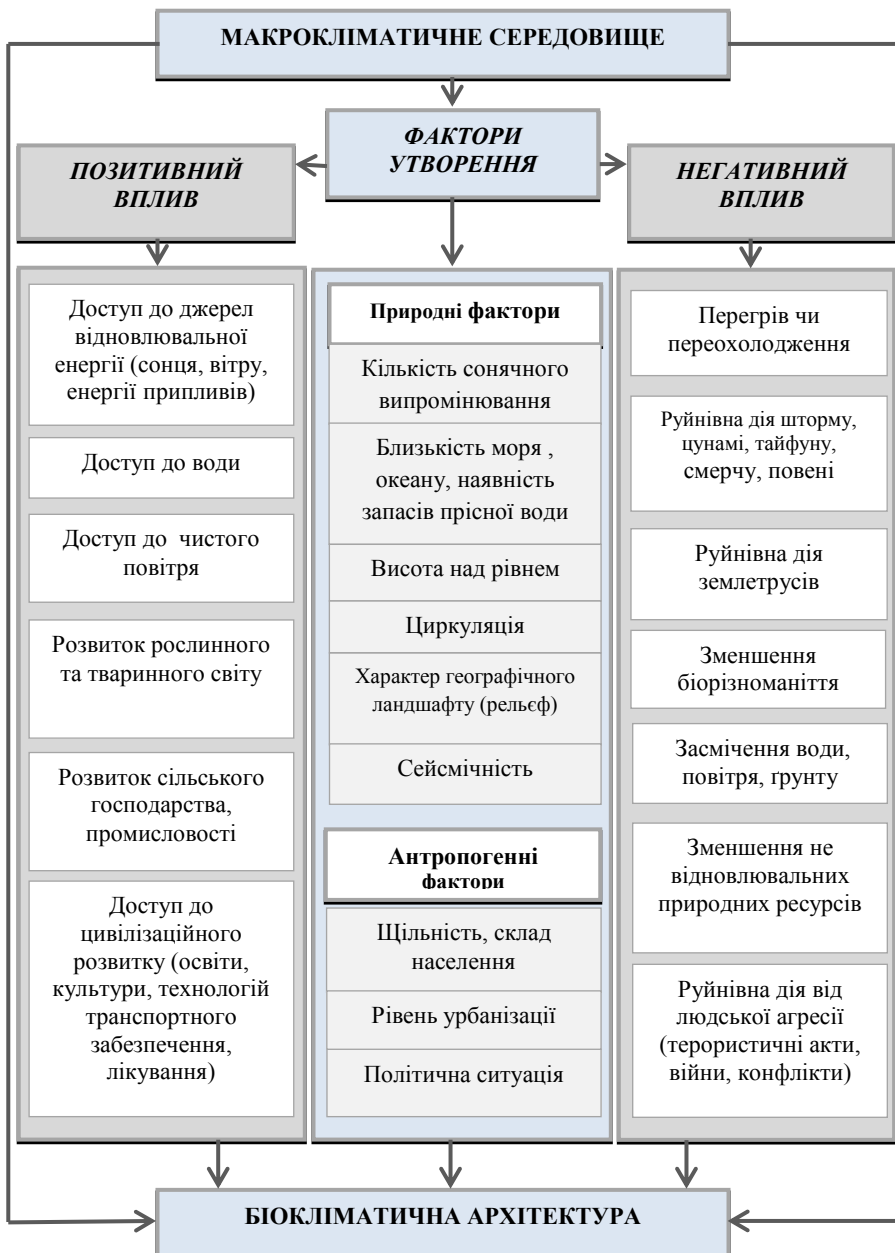 МАКРОКЛІМАТИЧНЕ СЕРЕДОВИЩЕ
ФАКТОРИ
УТВОРЕННЯ
ПОЗИТИВНИЙ
ВПЛИВ
НЕГАТИВНИЙ
ВПЛИВ
Доступ до джерел
відновлювальної
енергії (сонця, вітру,
енергії припливів)
Доступ до води
Доступ до чистого
повітря
Розвиток рослинного
та тваринного світу
Розвиток сільського
господарства,
промисловості
Доступ до
цивілізаційного
розвитку (освіти,
культури, технологій
транспортного
забезпечення,
лікування)
Природні фактори
Кількість сонячного
випромінювання
Близькість моря ,
океану, наявність
запасів прісної води
Висота над рівнем
Циркуляція
Характер географічного
ландшафту (рельєф)
Сейсмічність
Антропогенні
фактори
Щільність, склад
населення
Рівень урбанізації
Політична ситуація
Перегрів чи
переохолодження
Руйнівна дія шторму,
цунамі, тайфуну,
смерчу, повені
Руйнівна дія
землетрусів
Зменшення
біорізноманіття
Засмічення води,
повітря, ґрунту
Зменшення не
відновлювальних
природних ресурсів
Руйнівна дія від
людської агресії
(терористичні акти,
війни, конфлікти)
БІОКЛІМАТИЧНА АРХІТЕКТУРА